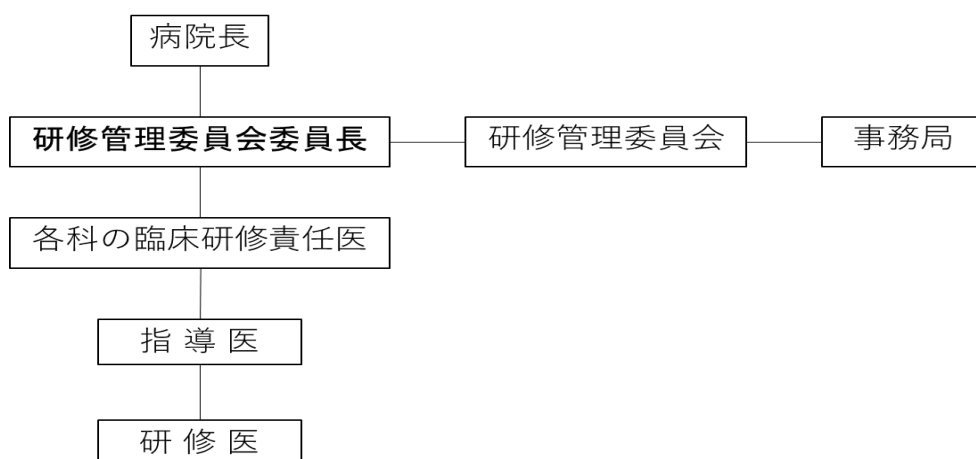 病院長
研修管理委員会委員長
研修管理委員会
事務局
各科の臨床研修責任医
指 導 医
研 修 医